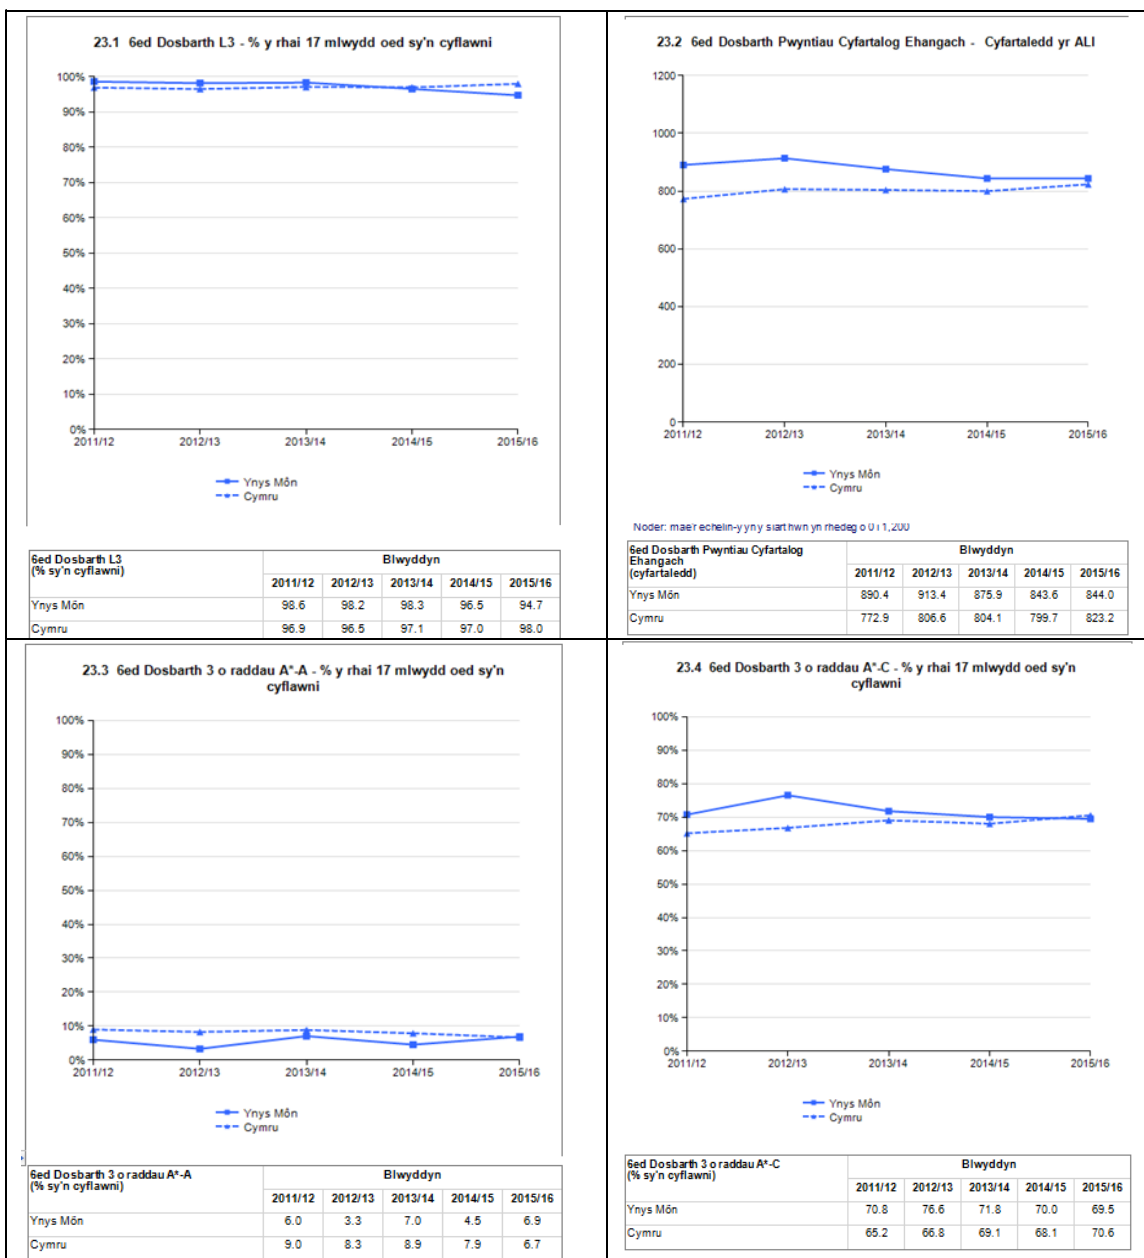 23.1 6ed Dosbarth L3 - % y rhai 17 mlwydd oed sy'n cyflawni
100%
90%
80%
70%
60%
50%
40%
30%
20%
10%
0%
2011/12 2012/13 2013/14 2014/15 2015/16
Ynys Môn
Cymru
6ed Dosbarth L3
(% sy'n cyflawni)
Blwyddyn
2011/12 2012/13 2013/14 2014/15 2015/16
Ynys Môn 98.6 98.2 98.3 96.5 94.7
Cymru 96.9 96.5 97.1 97.0 98.0
23.2 6ed Dosbarth Pwyntiau Cyfartalog Ehangach - Cyfartaledd yr ALI
1200
1000
800
600
400
200
0
2011/12 2012/13 2013/14 2014/15 2015/16
Ynys Môn
Cymru
Noder: mae'r echelin-y yn y siart hwn yn rhedeg o 0 i 1,200
6ed Dosbarth Pwyntiau Cyfartalog
Ehangach
(cyfartaledd)
Blwyddyn
2011/12 2012/13 2013/14 2014/15 2015/16
Ynys Môn 890.4 913.4 875.9 843.6 844.0
Cymru 772.9 806.6 804.1 799.7 823.2
23.3 6ed Dosbarth 3 o raddau A*-A - % y rhai 17 mlwydd oed sy'n
cyflawni
100%
90%
80%
70%
60%
50%
40%
30%
20%
10%
0%
2011/12 2012/13 2013/14 2014/15 2015/16
Ynys Môn
Cymru
6ed Dosbarth 3 o raddau A*-A
(% sy'n cyflawni)
Blwyddyn
2011/12 2012/13 2013/14 2014/15 2015/16
Ynys Môn 6.0 3.3 7.0 4.5 6.9
Cymru 9.0 8.3 8.9 7.9 6.7
23.4 6ed Dosbarth 3 o raddau A*-C - % y rhai 17 mlwydd oed sy'n
cyflawni
100%
90%
80%
70%
60%
50%
40%
30%
20%
10%
0%
2011/12 2012/13 2013/14 2014/15 2015/16
Ynys Môn
Cymru
6ed Dosbarth 3 o raddau A*-C
(% sy'n cyflawni)
Blwyddyn
2011/12 2012/13 2013/14 2014/15 2015/16
Ynys Môn 70.8 76.6 71.8 70.0 69.5
Cymru 65.2 66.8 69.1 68.1 70.6